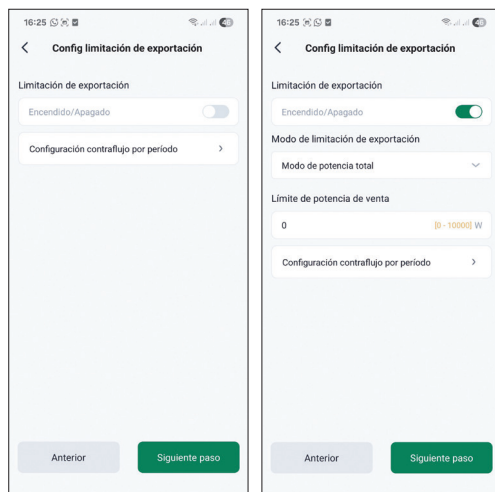 16:25
46
Config limitación de exportación
Limitación de exportación
Encendido/Apagado
Configuración contraflujo por período
Anterior
Siguiente paso
16:25
46
Config limitación de exportación
Limitación de exportación
Encendido/Apagado
Modo de limitación de exportación
Modo de potencia total
Límite de potencia de venta
0 [0 - 10000] W
Configuración contraflujo por período
Anterior
Siguiente paso